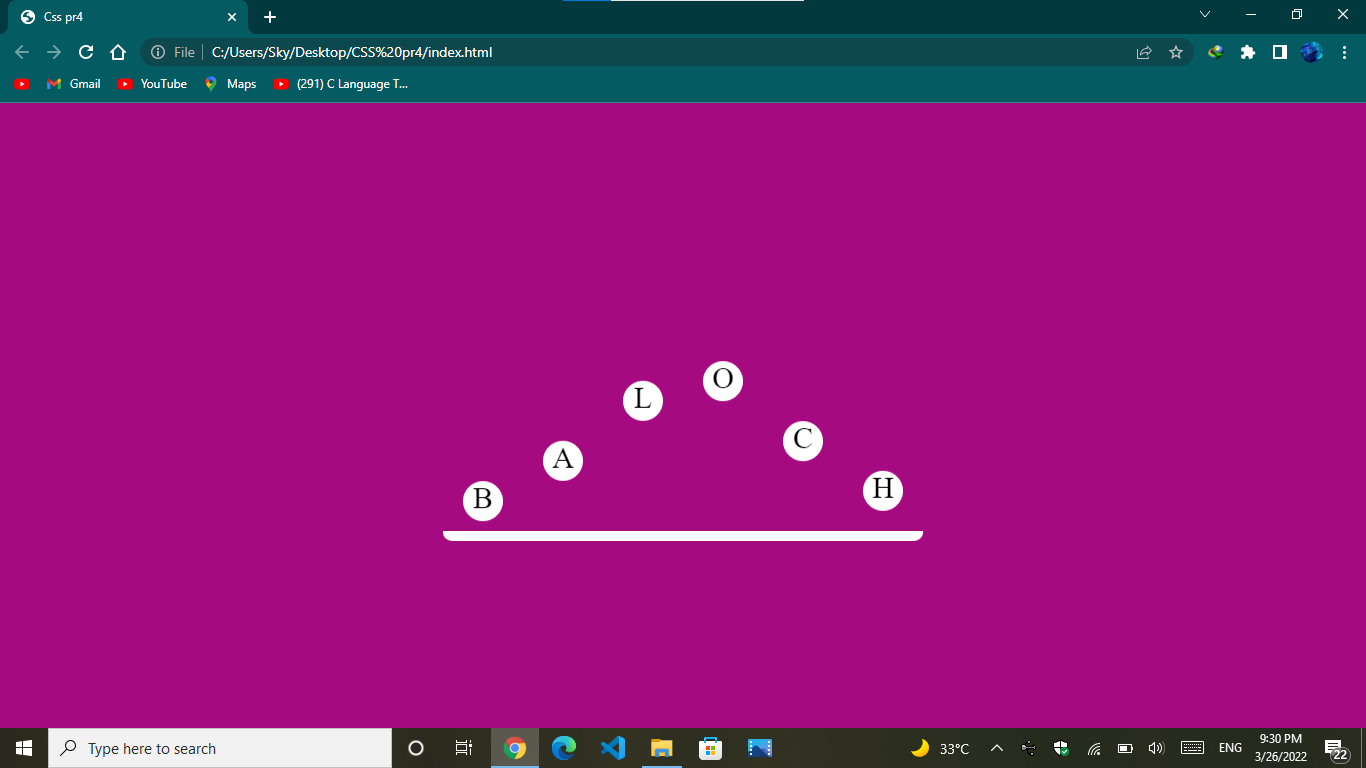 Css pr4
File
C:/Users/Sky/Desktop/CSS%20pr4/index.html
Gmail
YouTube
Maps
(291) C Language T...
B A L O C H
Type here to search
33°C
ENG
9:30 PM
3/26/2022
22